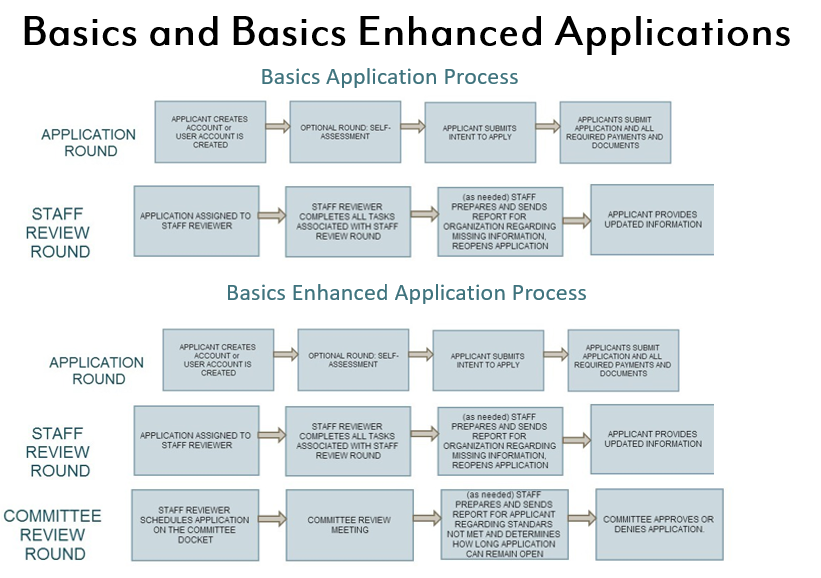 Basics and Basics Enhanced Applications
Basics Application Process
APPLICATION
ROUND
APPLICANT CREATES
ACCOUNT or
USER ACCOUNT IS
CREATED
OPTIONAL ROUND: SELF-
ASSESSMENT
APPLICANT SUBMITS
INTENT TO APPLY
APPLICANTS SUBMIT
APPLICATION AND ALL
REQUIRED PAYMENTS AND
DOCUMENTS
STAFF
REVIEW
ROUND
APPLICATION ASSIGNED TO
STAFF REVIEWER
STAFF REVIEWER
COMPLETES ALL TASKS
ASSOCIATED WITH STAFF
REVIEW ROUND
(as needed) STAFF
PREPARES AND SENDS
REPORT FOR
ORGANIZATION REGARDING
MISSING INFORMATION,
REOPENS APPLICATION
APPLICANT PROVIDES
UPDATED INFORMATION
Basics Enhanced Application Process
APPLICATION
ROUND
APPLICANT CREATES
ACCOUNT or
USER ACCOUNT IS
CREATED
OPTIONAL ROUND: SELF-
ASSESSMENT
APPLICANT SUBMITS
INTENT TO APPLY
APPLICANTS SUBMIT
APPLICATION AND ALL
REQUIRED PAYMENTS AND
DOCUMENTS
STAFF
REVIEW
ROUND
APPLICATION ASSIGNED TO
STAFF REVIEWER
STAFF REVIEWER
COMPLETES ALL TASKS
ASSOCIATED WITH STAFF
REVIEW ROUND
(as needed) STAFF
PREPARES AND SENDS
REPORT FOR
ORGANIZATION REGARDING
MISSING INFORMATION,
REOPENS APPLICATION
APPLICANT PROVIDES
UPDATED INFORMATION
COMMITTEE
REVIEW
ROUND
STAFF REVIEWER
SCHEDULES APPLICATION
ON THE COMMITTEE
DOCKET
COMMITTEE REVIEW
MEETING
(as needed) STAFF
PREPARES AND SENDS
REPORT FOR APPLICANT
REGARDING STANDARS
NOT MET AND DETERMINES
HOW LONG APPLICATION
CAN REMAIN OPEN
COMMITTEE APPROVES OR
DENIES APPLICATION.